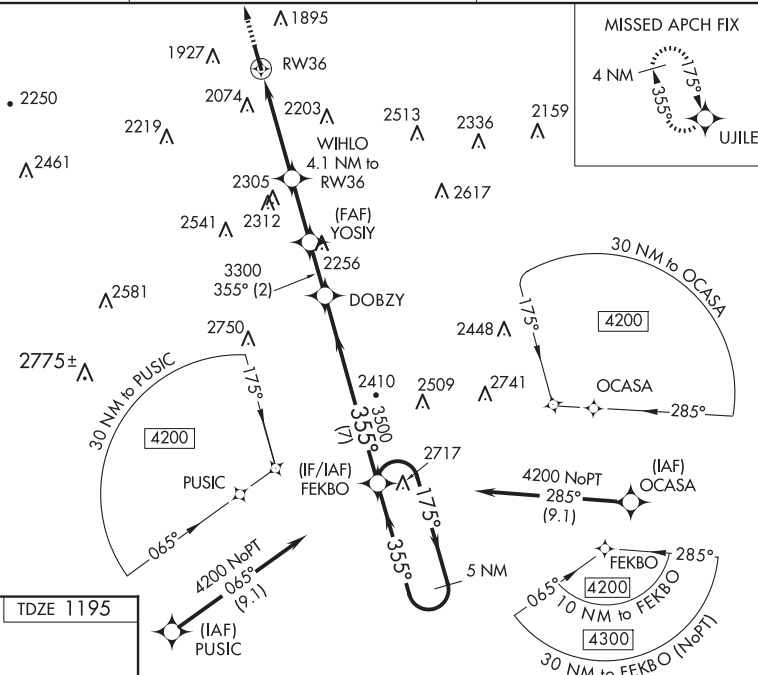 1895
MISSED APCH FIX
1927
RW36
4 NM
175°
355°
UJILE
2250
2074
2203
2513
2336
2159
2219
WIHLO
4.1 NM to
RW36
2461
2305
2312
2617
2541
(FAF)
YOSIY
2256
30 NM to OCASA
3300
355° (2)
2581
DOBZY
175°
4200
2750
2448
2775±
30 NM to PUSIC
175°
2410
2509
2741
OCASA
285°
4200
3500
355°
(7)
2717
PUSIC
(IF/IAF)
FEKBO
175°
4200 NoPT
285°
(9.1)
(IAF)
OCASA
065°
355°
4200 NoPT
065°
(9.1)
5 NM
FEKBO
285°
065°
4200
10 NM to FEKBO
4300
30 NM to FEKBO (NoPT)
TDZE 1195
(IAF)
PUSIC